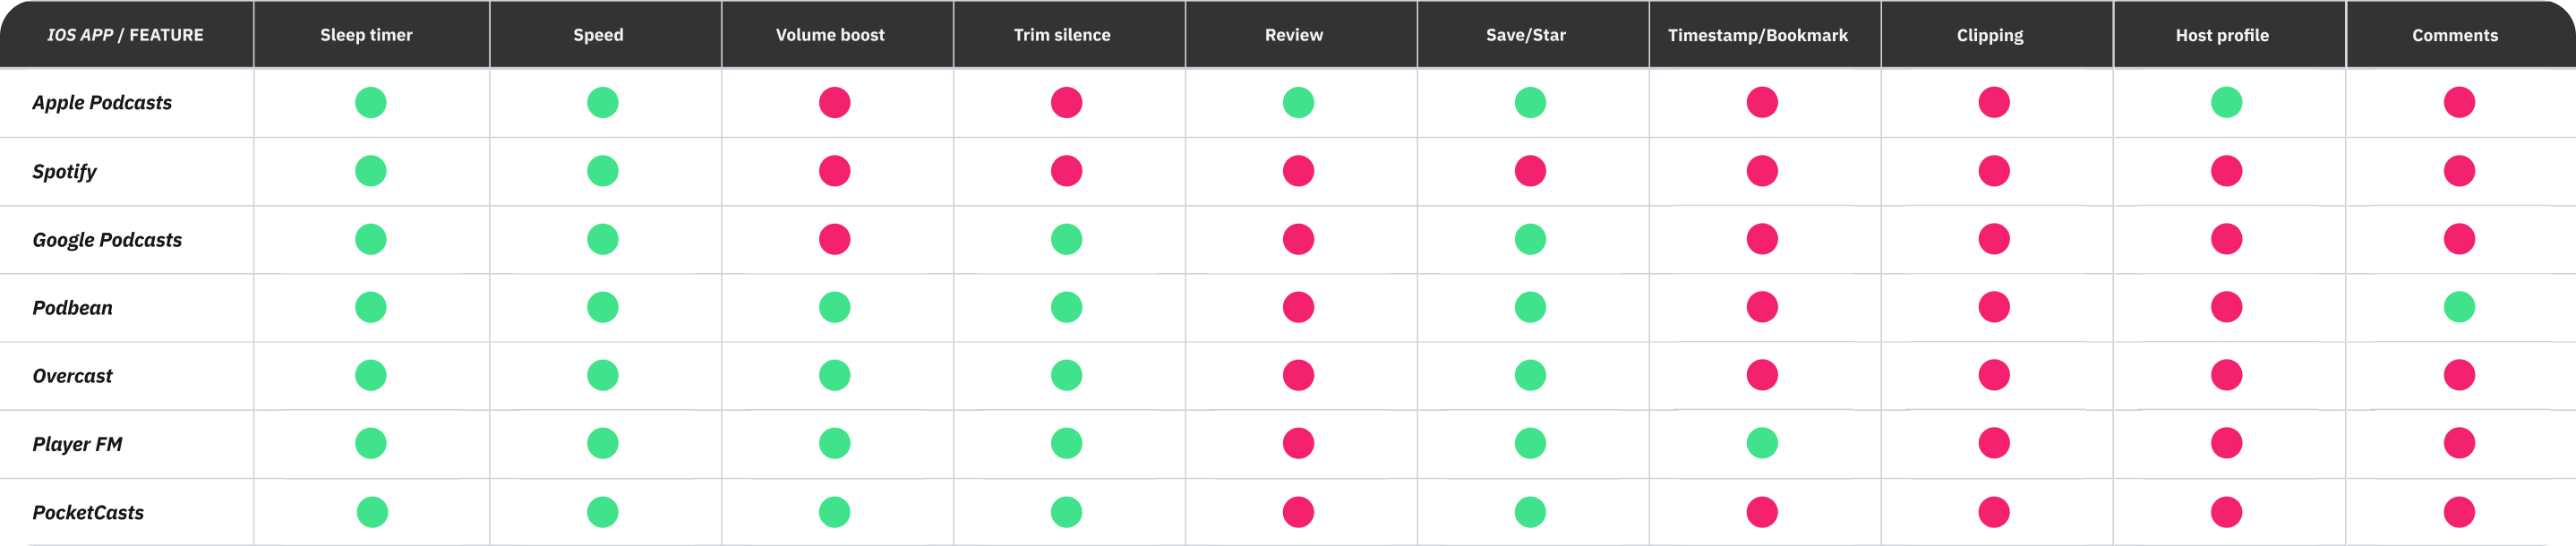 IOS APP / FEATURE Sleep timer Speed Volume boost Trim silence Review Save/Star Timestamp/Bookmark Clipping Host profile Comments
Apple Podcasts
Spotify
Google Podcasts
Podbean
Overcast
Player FM
PocketCasts